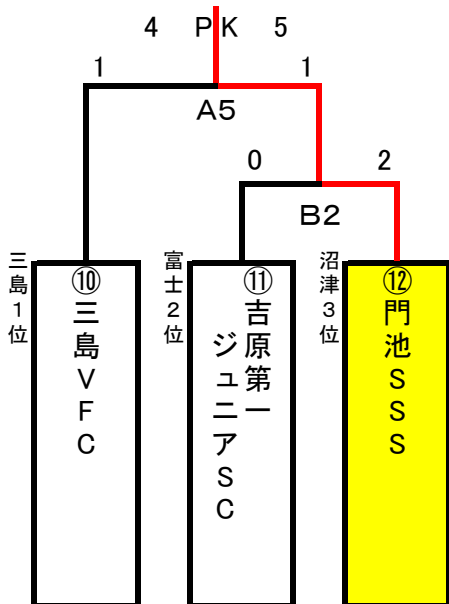 4 PK 5
1 1
A5
0 2
B2
三島1位
⑩三島VFC
富士2位
⑪吉原第一
ジュニアSC
沼津3位
⑫門池SSS